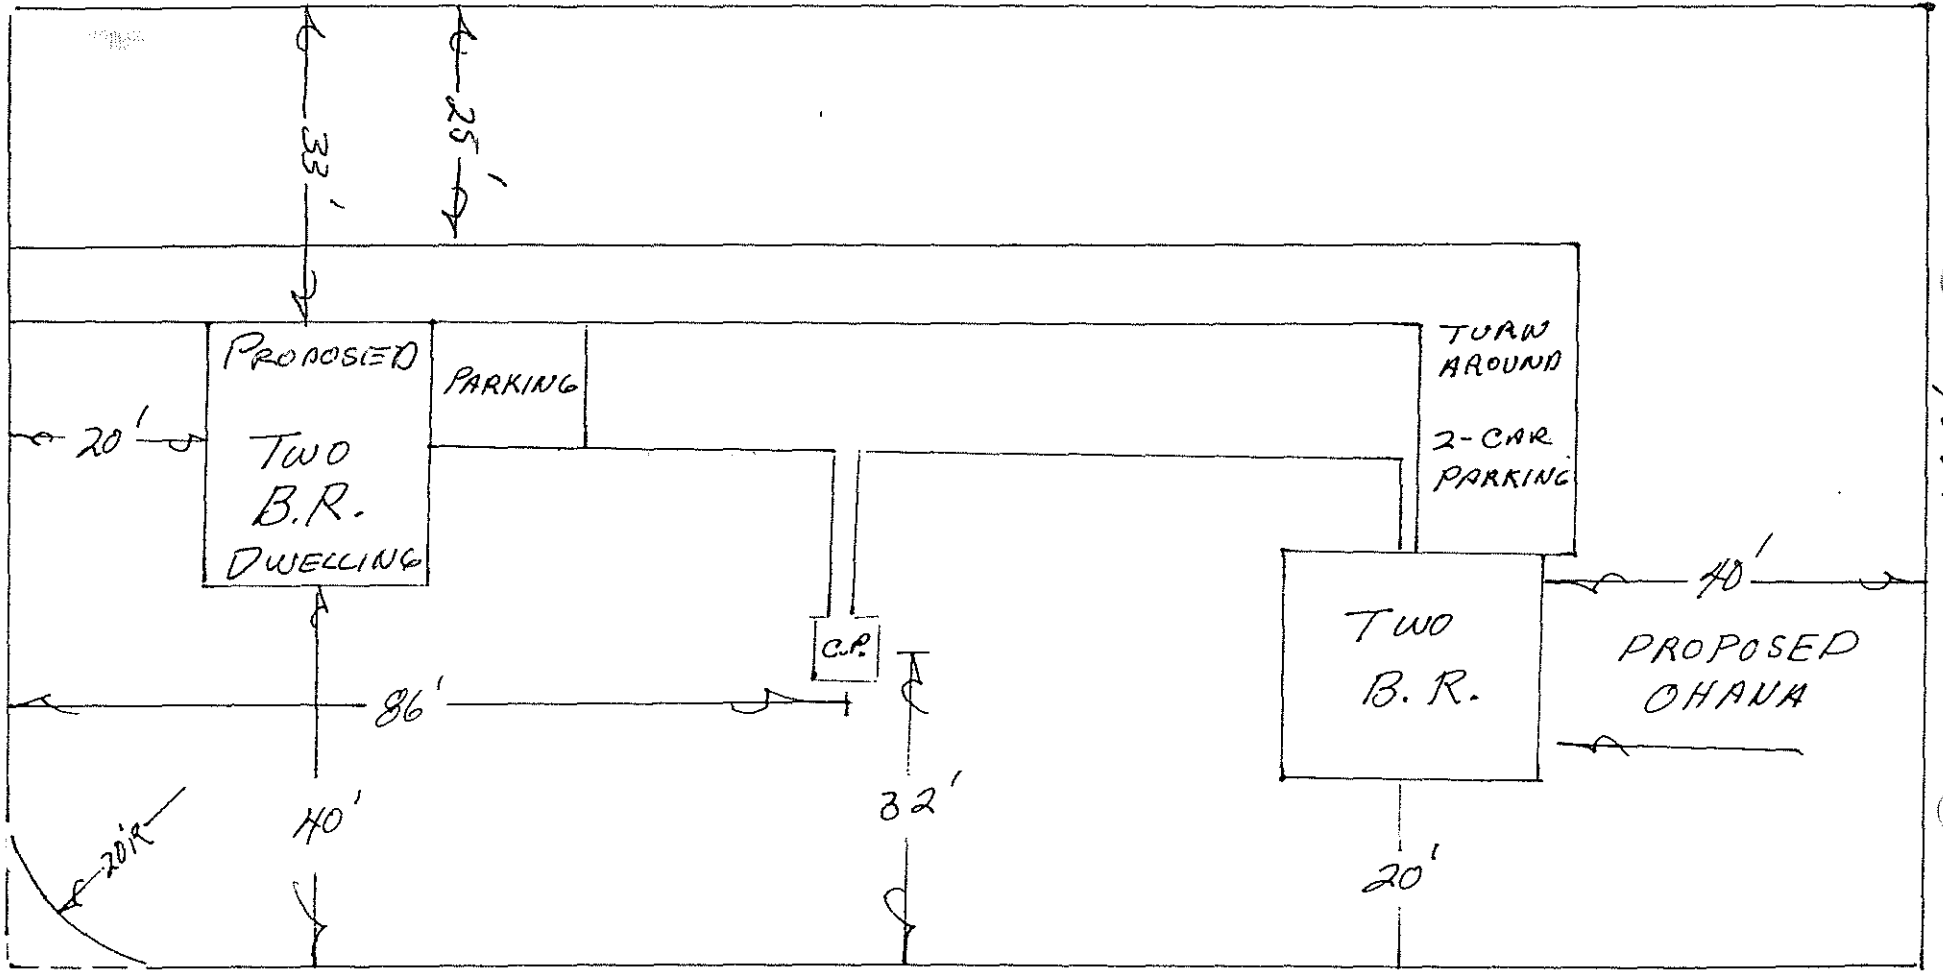 33'
25'
PROPOSED
TWO
B.R.
DWELLING
PARKING
TURN
AROUND
2-CAR
PARKING
20'
C.P.
TWO
B.R.
40'
PROPOSED
OHANA
86'
40'
32'
20'
20'R